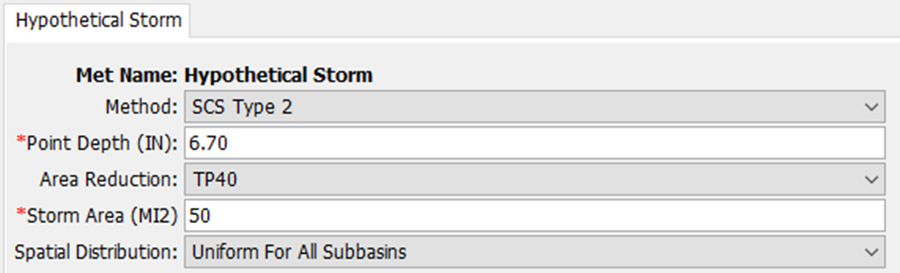 Hypothetical Storm
Met Name: Hypothetical Storm
Method: SCS Type 2
*Point Depth (IN): 6.70
Area Reduction: TP40
*Storm Area (MI2) 50
Spatial Distribution: Uniform For All Subbasins